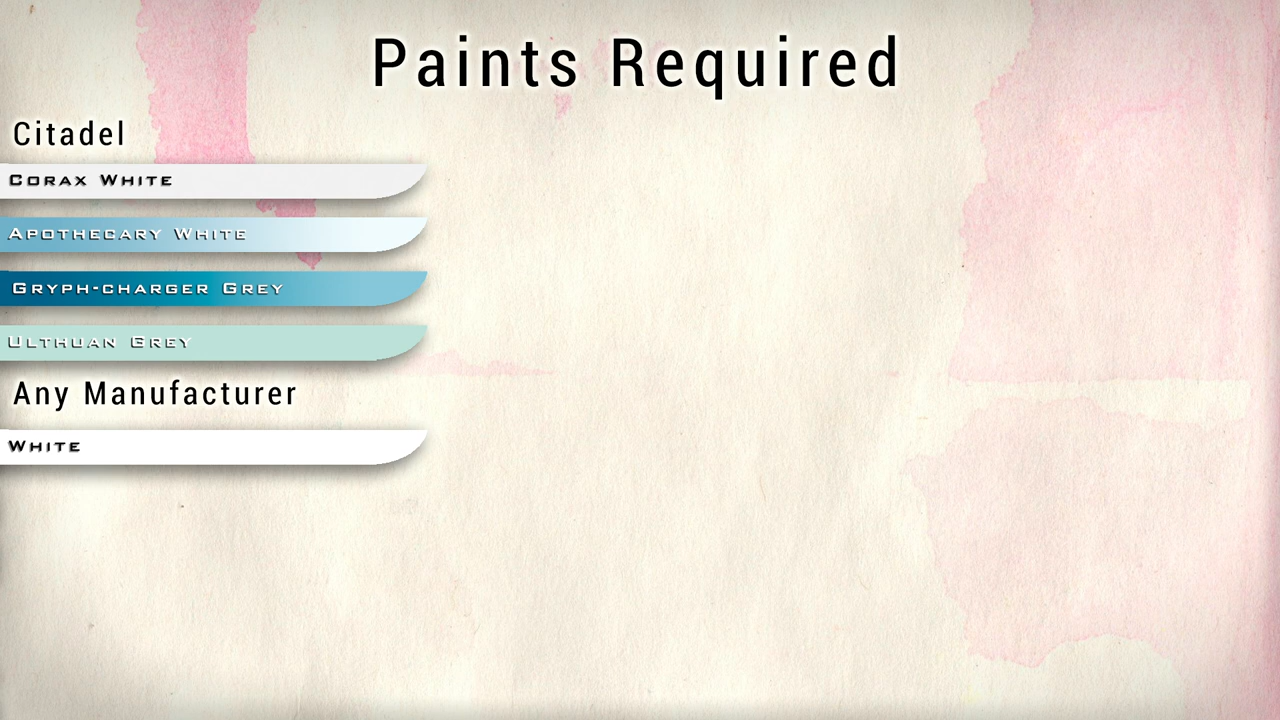 Paints Required
Citadel
Corax White
Apothecary White
Gryph-charger Grey
Ulthuan Grey
Any Manufacturer
White